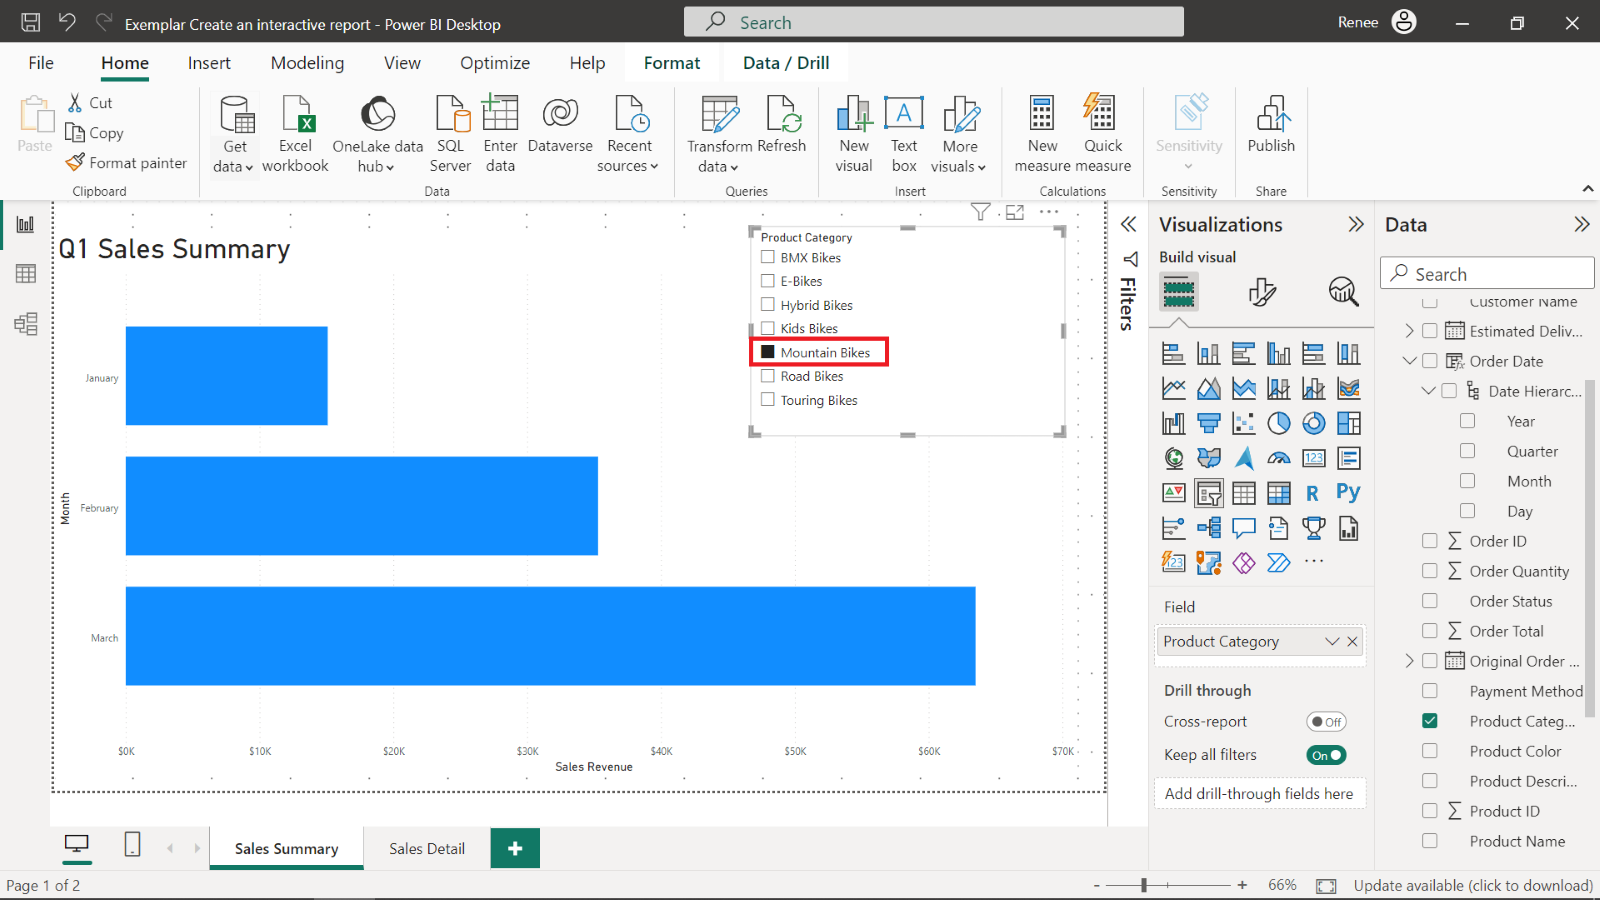 Exemplar Create an interactive report - Power BI Desktop
Search
Renee
File Home Insert Modeling View Optimize Help Format Data / Drill
Paste
Cut
Copy
Format painter
Clipboard
Get data
Excel workbook
OneLake data hub
SQL Server
Enter data
Dataverse
Recent sources
Data
Transform data
Refresh
Queries
New visual
Text box
More visuals
Insert
New measure
Quick measure
Calculations
Sensitivity
Sensitivity
Publish
Share
Q1 Sales Summary
Product Category
BMX Bikes
E-Bikes
Hybrid Bikes
Kids Bikes
Mountain Bikes
Road Bikes
Touring Bikes
Month
January
February
March
$0K $10K $20K $30K $40K $50K $60K $70K
Sales Revenue
Filters
Visualizations
Build visual
123
R
Py
123
Field
Product Category
Drill through
Cross-report
Off
Keep all filters
On
Add drill-through fields here
Data
Search
Customer Name
Estimated Deliv...
Order Date
Date Hierarc...
Year
Quarter
Month
Day
Order ID
Order Quantity
Order Status
Order Total
Original Order ...
Payment Method
Product Categ...
Product Color
Product Descri...
Product ID
Product Name
Sales Summary
Sales Detail
Page 1 of 2
66%
Update available (click to download)